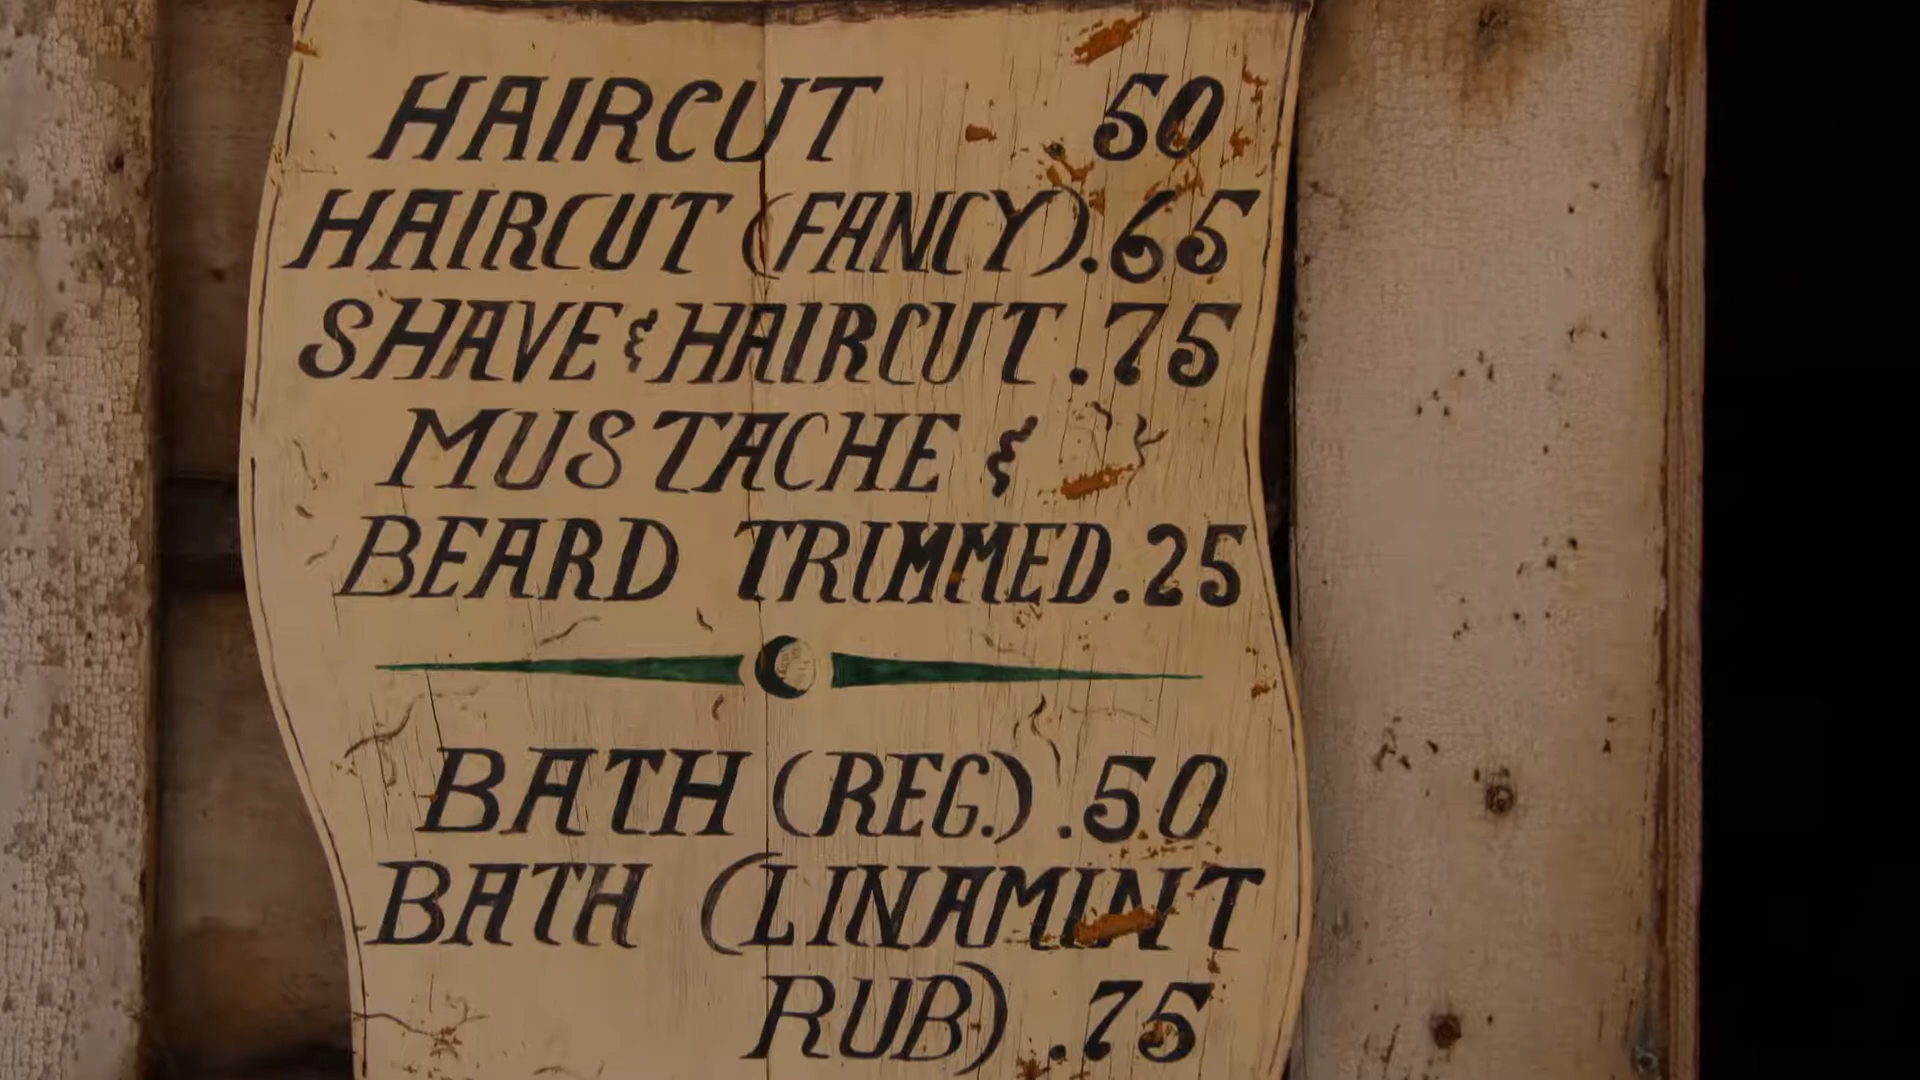 HAIRCUT .50
HAIRCUT (FANCY) .65
SHAVE & HAIRCUT .75
MUSTACHE &
BEARD TRIMMED .25
BATH (REG.) .50
BATH (LINAMINT
RUB) .75